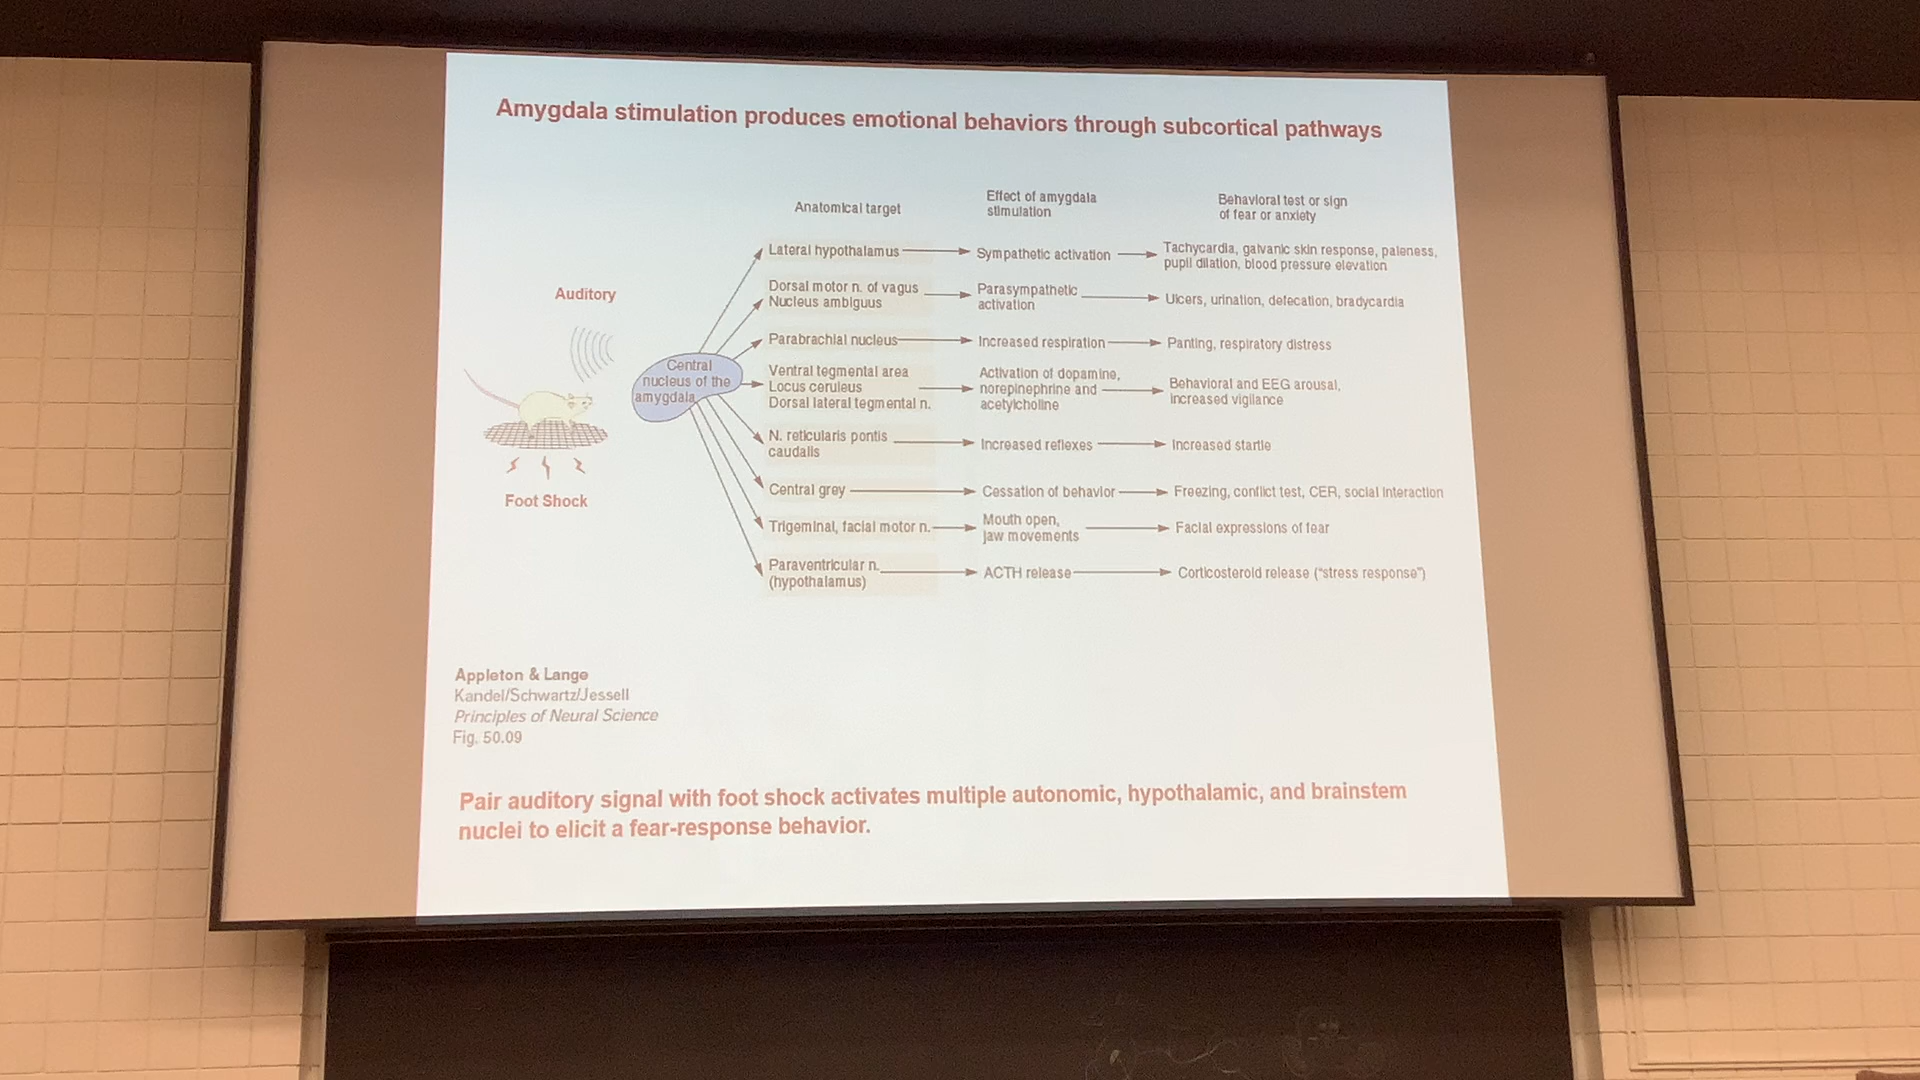 Amygdala stimulation produces emotional behaviors through subcortical pathways
Anatomical target
Effect of amygdala
stimulation
Behavioral test or sign
of fear or anxiety
Auditory
Foot Shock
Central
nucleus of the
amygdala
Lateral hypothalamus
Sympathetic activation
Tachycardia, galvanic skin response, paleness,
pupil dilation, blood pressure elevation
Dorsal motor n. of vagus
Nucleus ambiguus
Parasympathetic
activation
Ulcers, urination, defecation, bradycardia
Parabrachial nucleus
Increased respiration
Panting, respiratory distress
Ventral tegmental area
Locus ceruleus
Dorsal lateral tegmental n.
Activation of dopamine,
norepinephrine and
acetylcholine
Behavioral and EEG arousal,
increased vigilance
N. reticularis pontis
caudalis
Increased reflexes
Increased startle
Central grey
Cessation of behavior
Freezing, conflict test, CER, social interaction
Trigeminal, facial motor n.
Mouth open,
jaw movements
Facial expressions of fear
Paraventricular n.
(hypothalamus)
ACTH release
Corticosteroid release ("stress response")
Appleton & Lange
Kandel/Schwartz/Jessell
Principles of Neural Science
Fig. 50.09
Pair auditory signal with foot shock activates multiple autonomic, hypothalamic, and brainstem
nuclei to elicit a fear-response behavior.